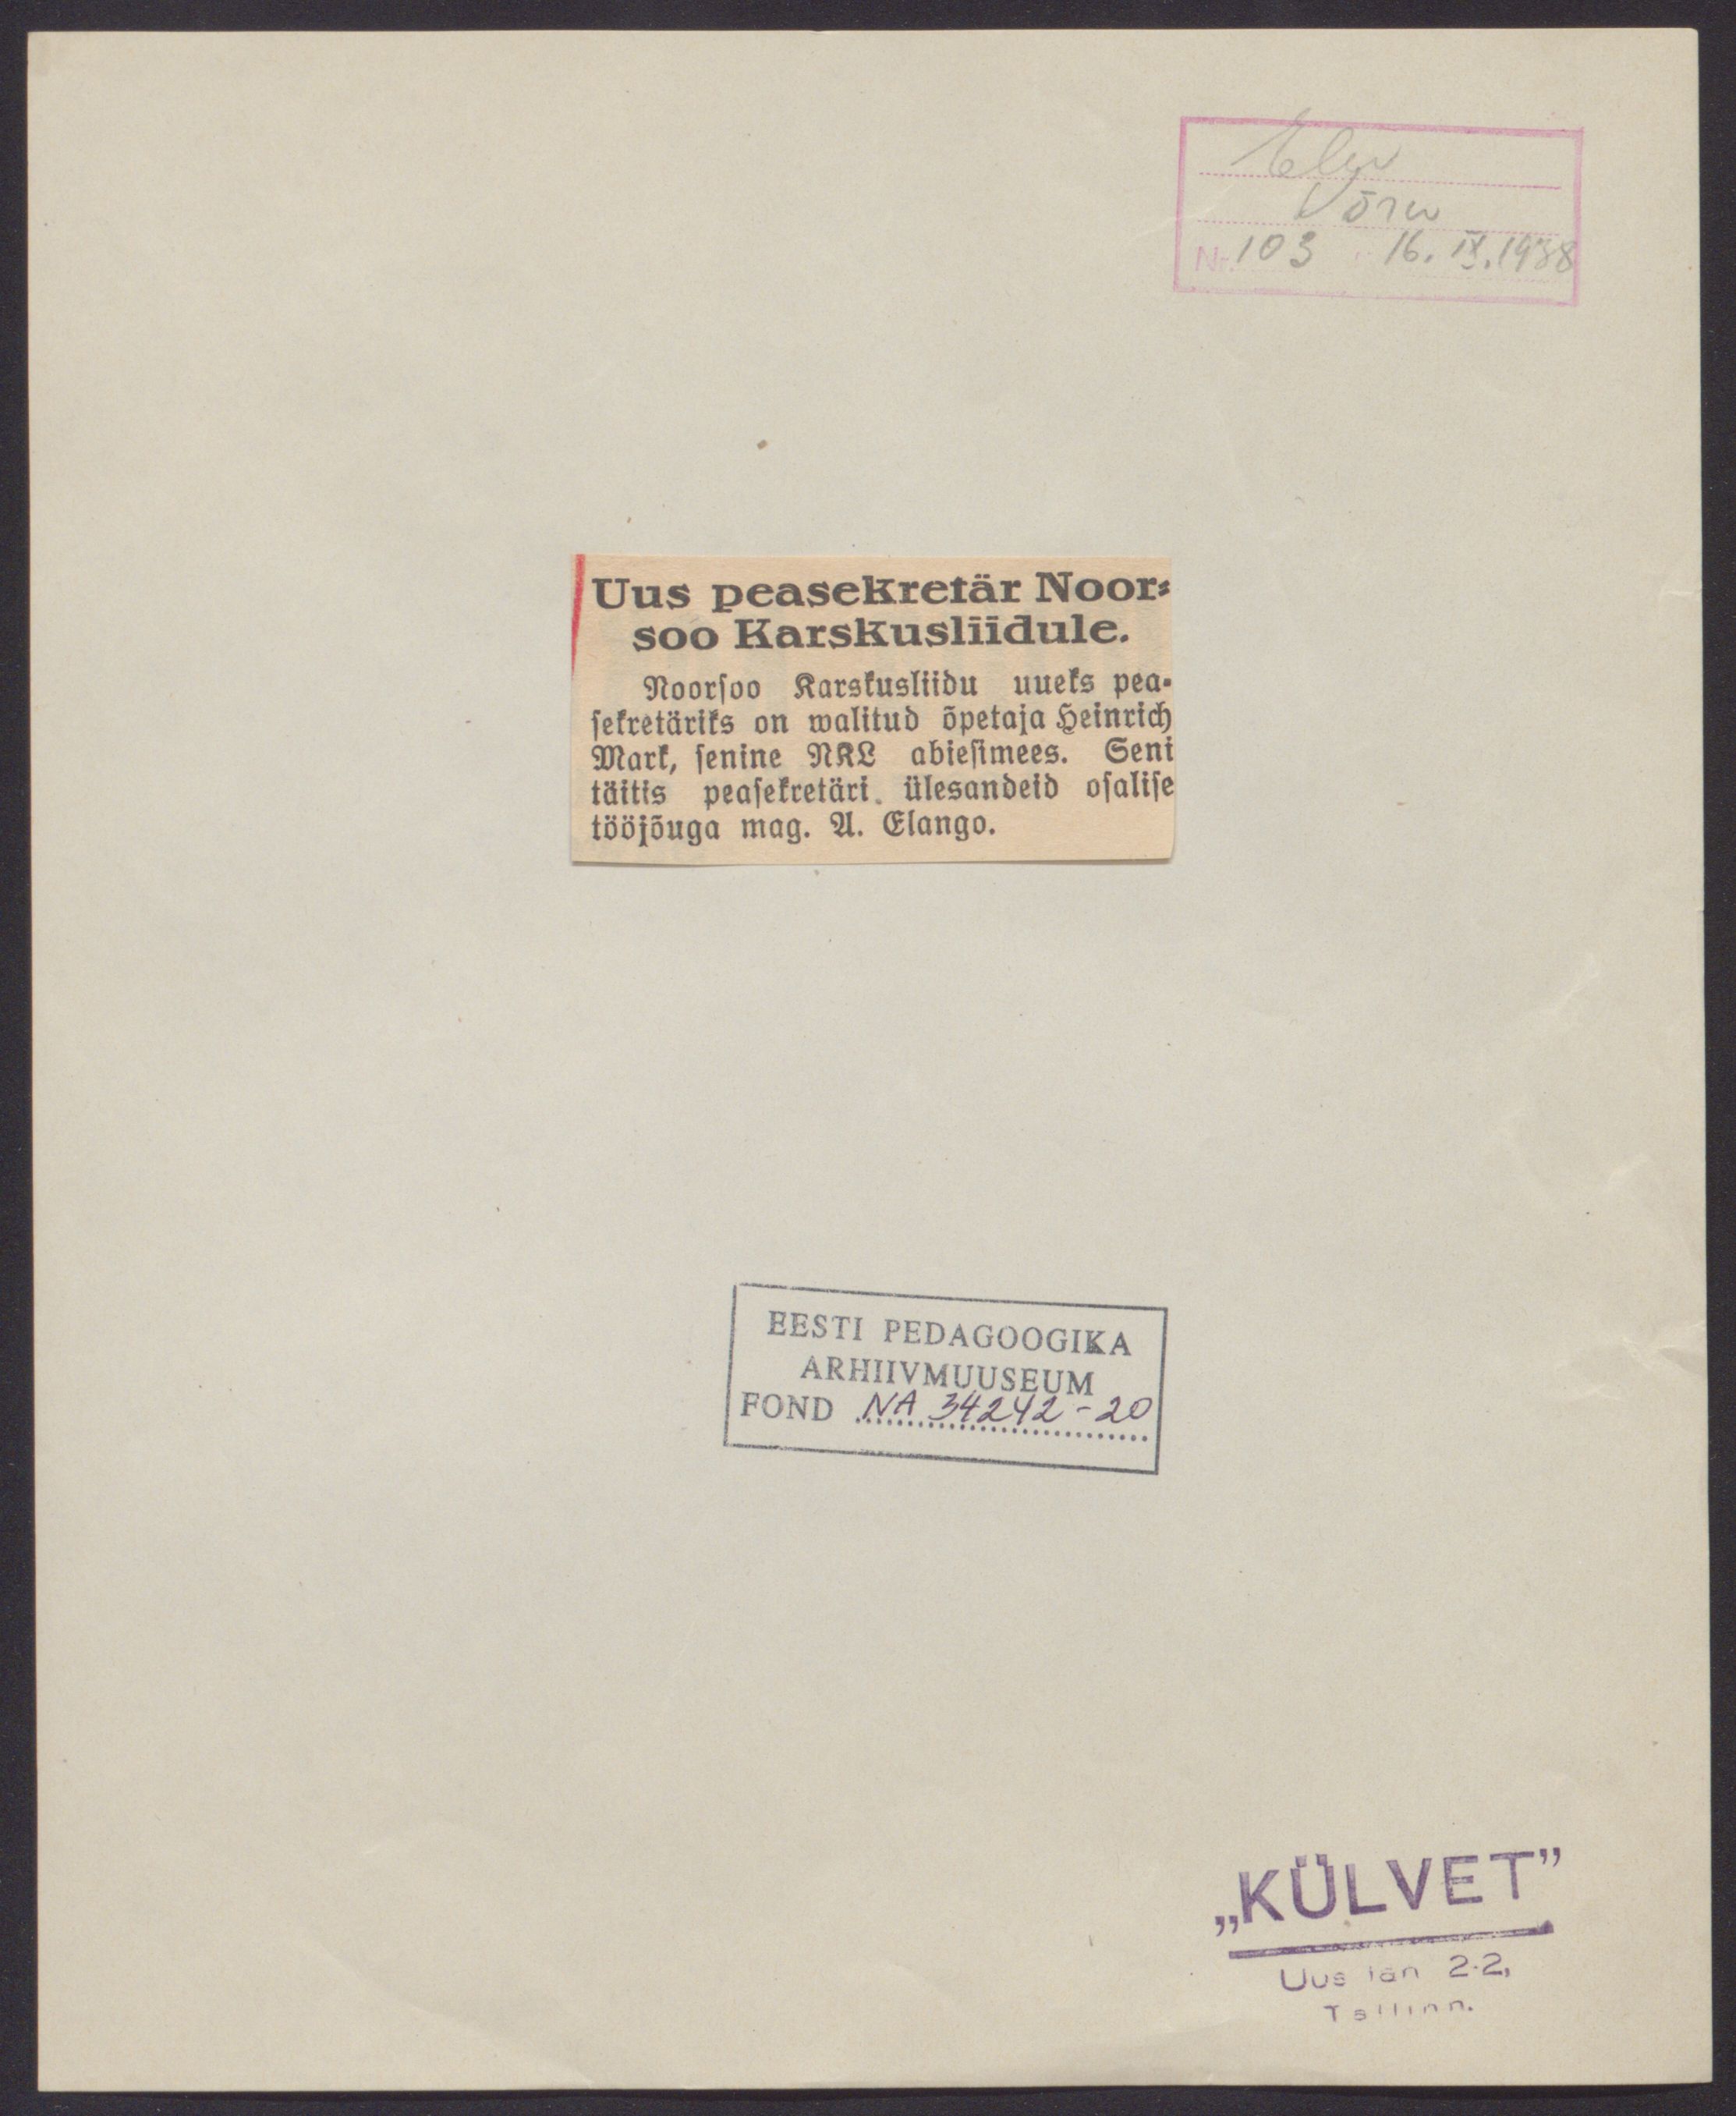 Elu
Võru
Nr. 103 16. IX. 1938
Uus peasekretär Noor-
soo Karskusliidule.
Noorsoo Karskusliidu uueks pea-
sekretäriks on walitud õpetaja Heinrich
Mark, senine NKL abiesimees. Seni
täitis peasekretäri ülesandeid osalise
tööjõuga mag. A. Elango.
EESTI PEDAGOOGIKA
ARHIIVMUUSEUM
FOND NA 34242-20
„KÜLVET”
Uus tän 2-2,
Tallinn.